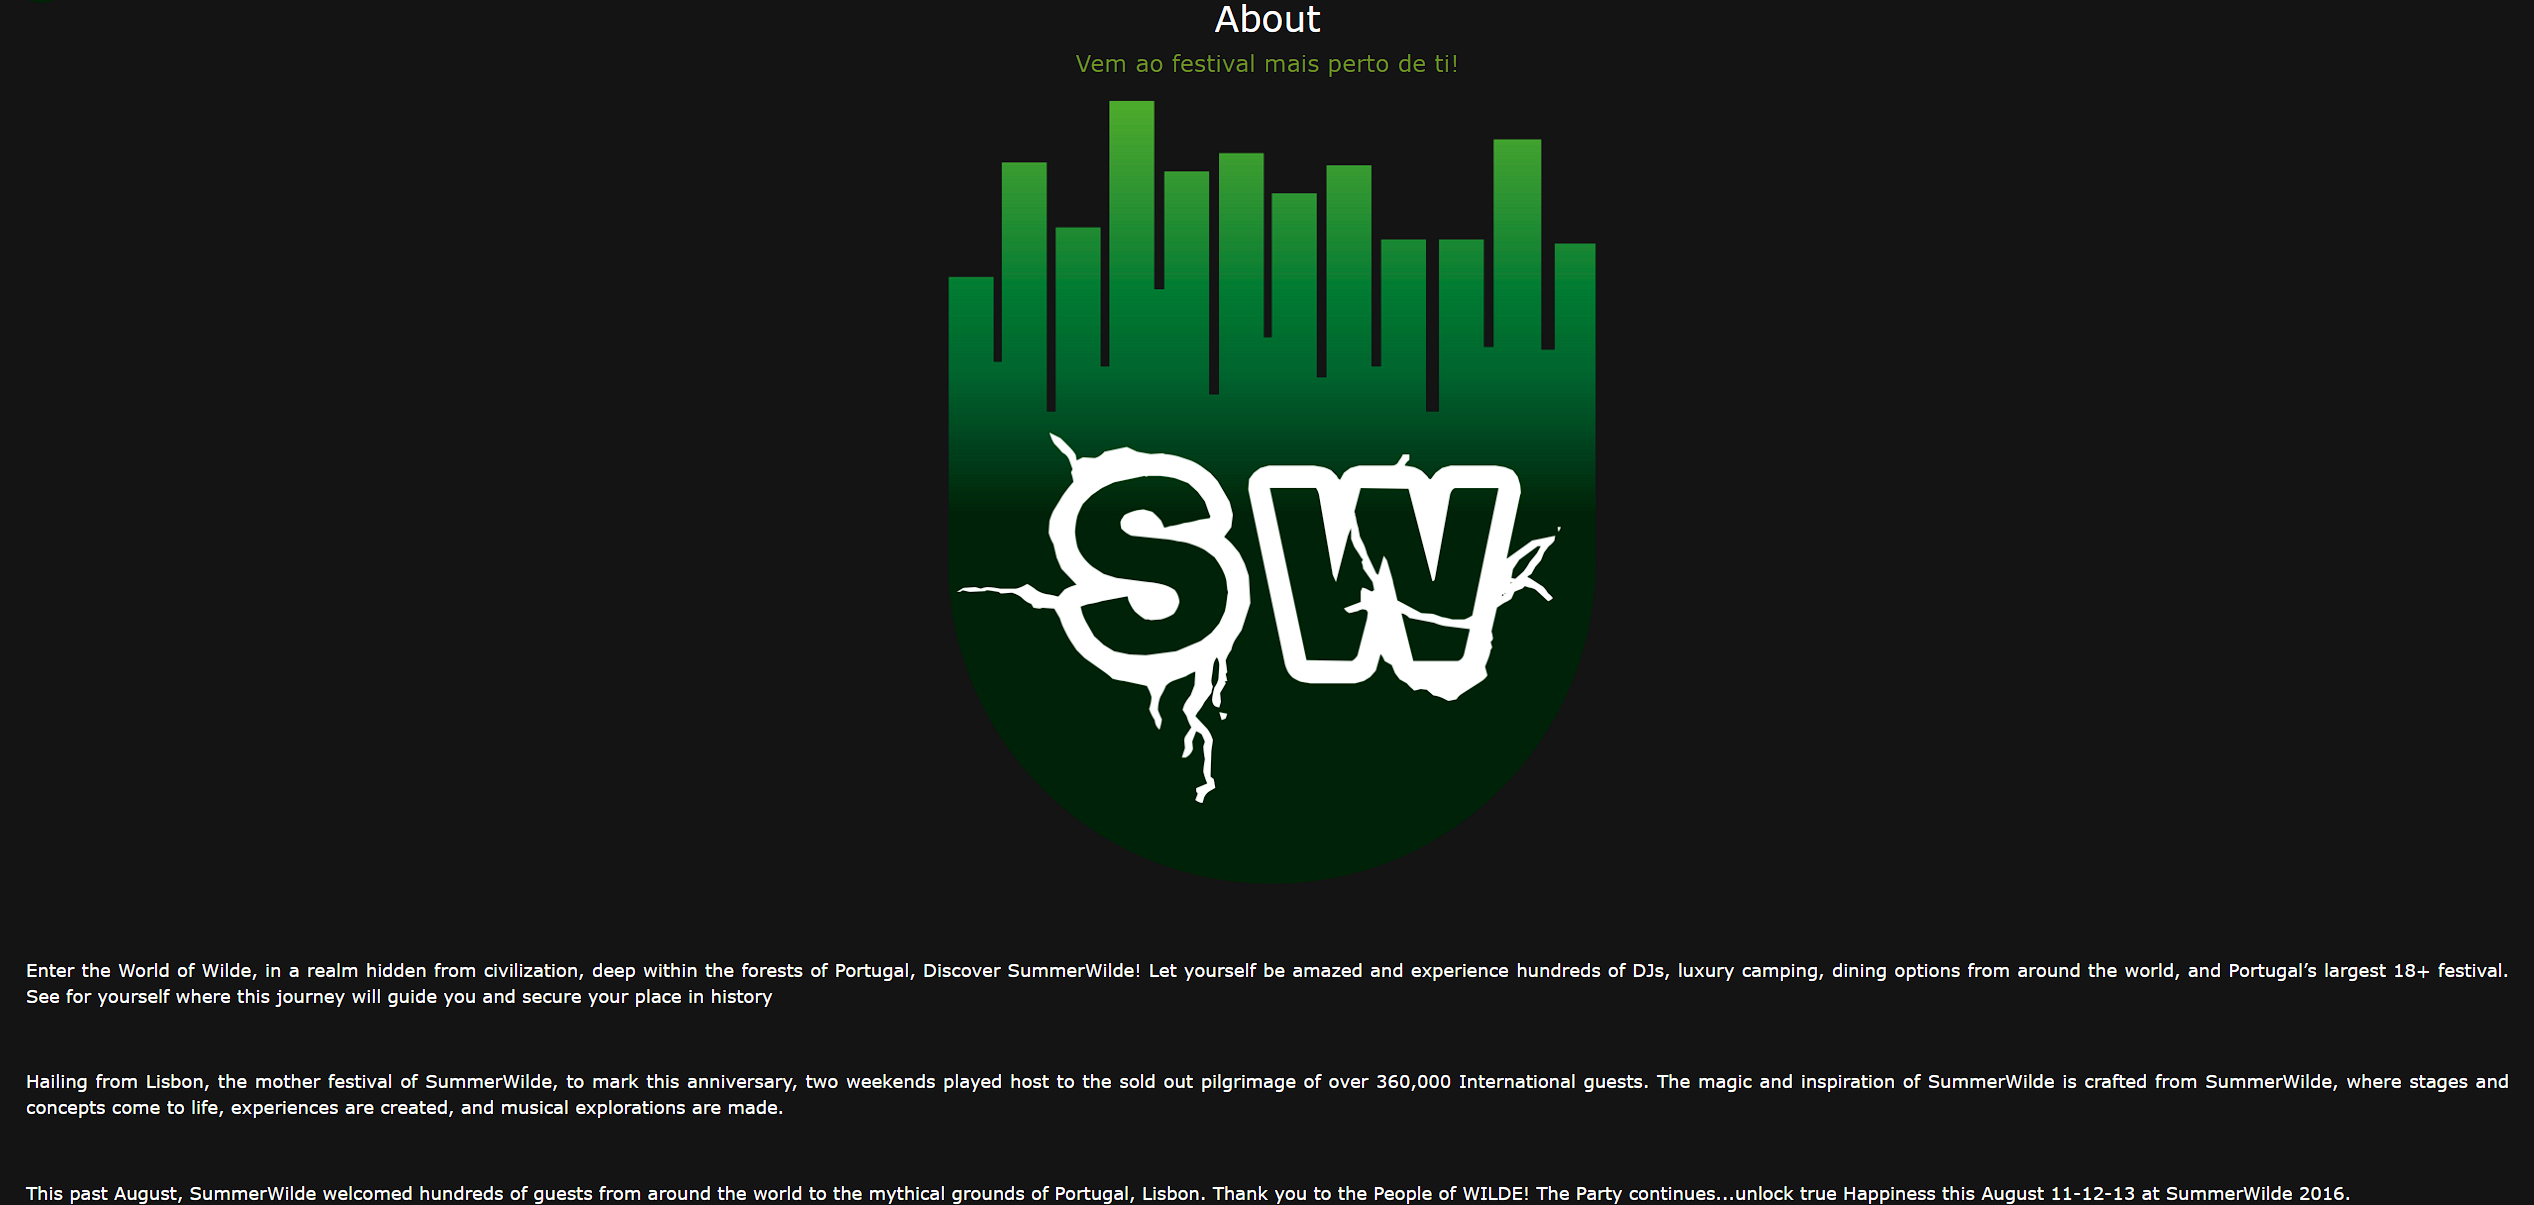 About
Vem ao festival mais perto de ti!
SW
Enter the World of Wilde, in a realm hidden from civilization, deep within the forests of Portugal, Discover SummerWilde! Let yourself be amazed and experience hundreds of DJs, luxury camping, dining options from around the world, and Portugal’s largest 18+ festival.
See for yourself where this journey will guide you and secure your place in history
Hailing from Lisbon, the mother festival of SummerWilde, to mark this anniversary, two weekends played host to the sold out pilgrimage of over 360,000 International guests. The magic and inspiration of SummerWilde is crafted from SummerWilde, where stages and
concepts come to life, experiences are created, and musical explorations are made.
This past August, SummerWilde welcomed hundreds of guests from around the world to the mythical grounds of Portugal, Lisbon. Thank you to the People of WILDE! The Party continues...unlock true Happiness this August 11-12-13 at SummerWilde 2016.